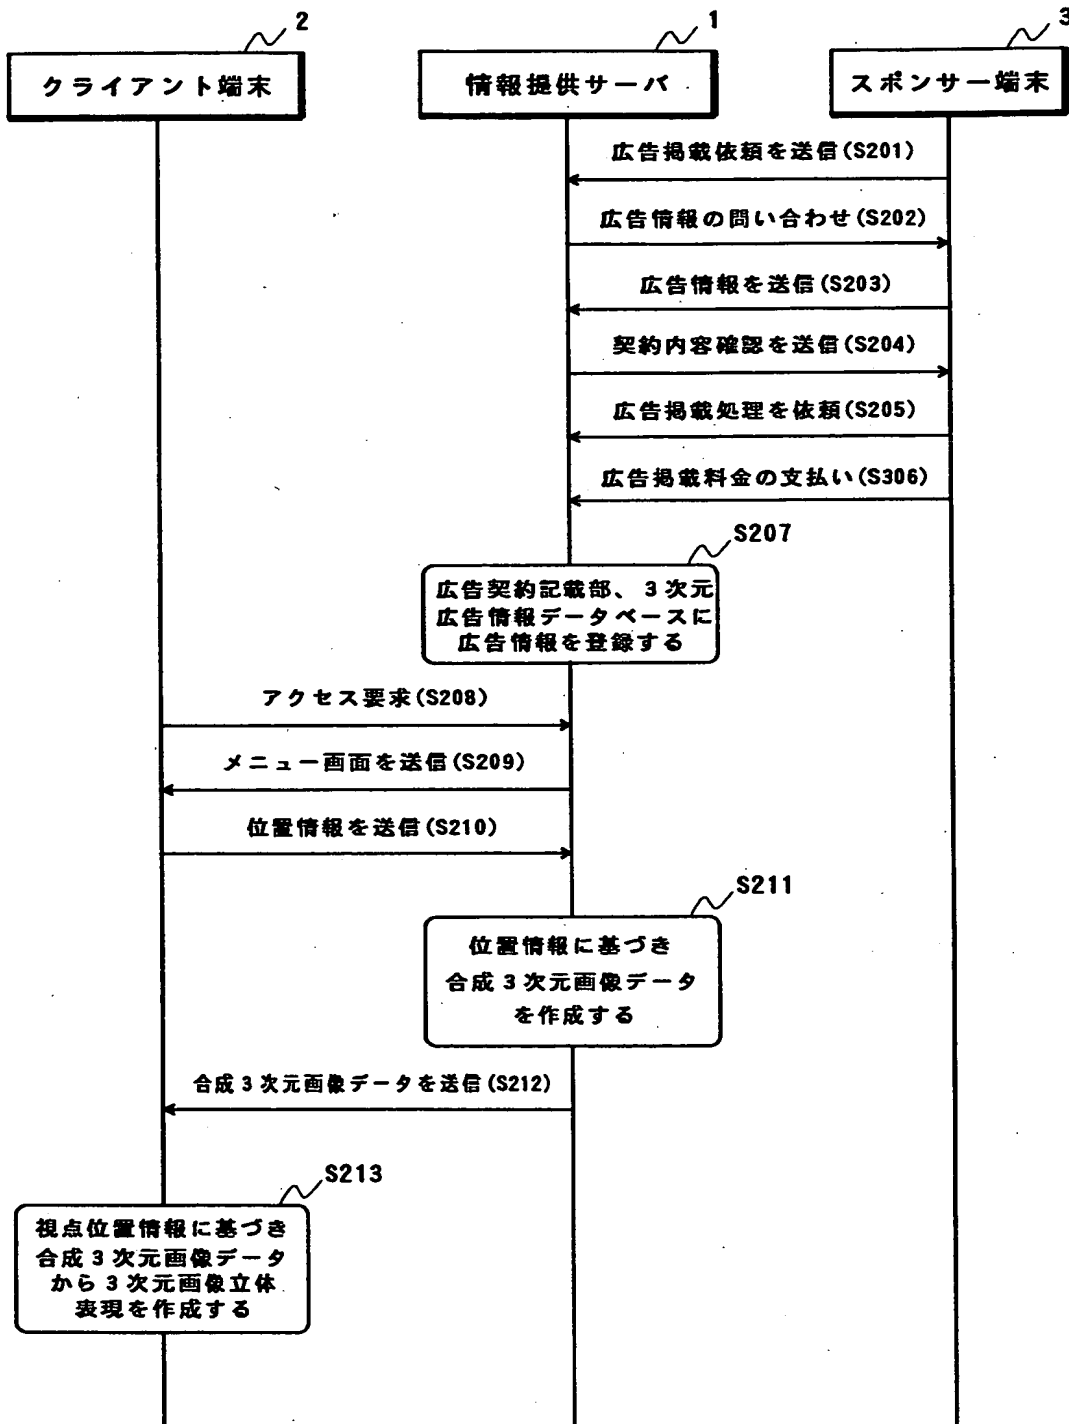 2
1
3
クライアント端末
情報提供サーバ
スポンサー端末
広告掲載依頼を送信(S201)
広告情報の問い合わせ(S202)
広告情報を送信(S203)
契約内容確認を送信(S204)
広告掲載処理を依頼(S205)
広告掲載料金の支払い(S306)
S207
広告契約記載部、3次元
広告情報データベースに
広告情報を登録する
アクセス要求(S208)
メニュー画面を送信(S209)
位置情報を送信(S210)
S211
位置情報に基づき
合成3次元画像データ
を作成する
合成3次元画像データを送信(S212)
S213
視点位置情報に基づき
合成3次元画像データ
から3次元画像立体
表現を作成する